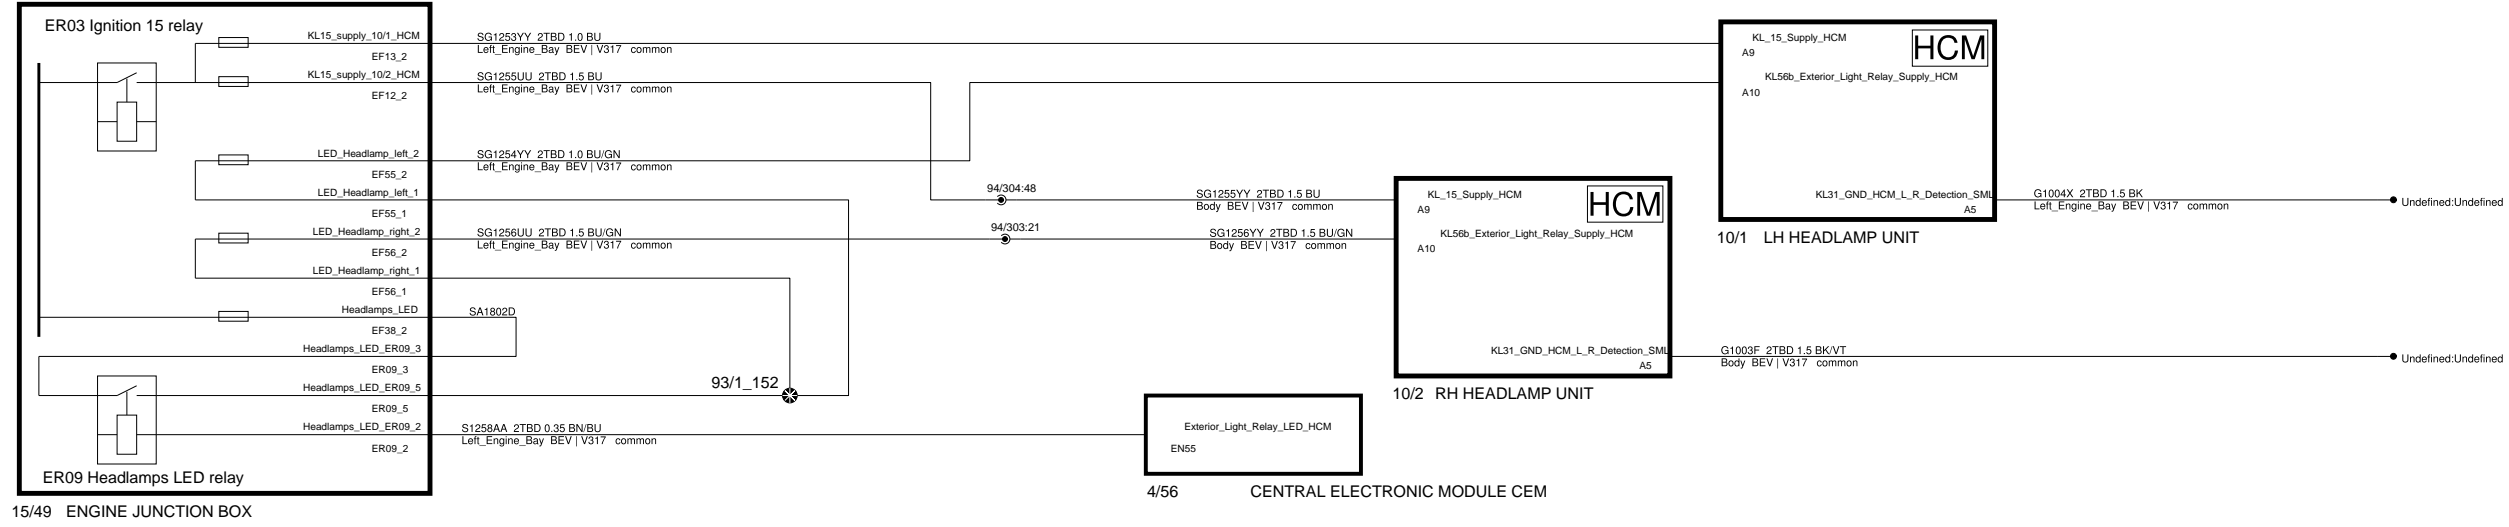 ER03 Ignition 15 relay
KL15_supply_10/1_HCM
EF13_2
KL15_supply_10/2_HCM
EF12_2
LED_Headlamp_left_2
EF55_2
LED_Headlamp_left_1
EF55_1
LED_Headlamp_right_2
EF56_2
LED_Headlamp_right_1
EF56_1
Headlamps_LED
EF38_2
Headlamps_LED_ER09_3
ER09_3
Headlamps_LED_ER09_5
ER09_5
Headlamps_LED_ER09_2
ER09_2
ER09 Headlamps LED relay
15/49 ENGINE JUNCTION BOX
SG1253YY 2TBD 1.0 BU
Left_Engine_Bay BEV | V317 common
SG1255UU 2TBD 1.5 BU
Left_Engine_Bay BEV | V317 common
SG1254YY 2TBD 1.0 BU/GN
Left_Engine_Bay BEV | V317 common
SG1256UU 2TBD 1.5 BU/GN
Left_Engine_Bay BEV | V317 common
SA1802D
93/1_152
S1258AA 2TBD 0.35 BN/BU
Left_Engine_Bay BEV | V317 common
94/304:48
94/303:21
SG1255YY 2TBD 1.5 BU
Body BEV | V317 common
SG1256YY 2TBD 1.5 BU/GN
Body BEV | V317 common
Exterior_Light_Relay_LED_HCM
EN55
4/56 CENTRAL ELECTRONIC MODULE CEM
KL_15_Supply_HCM
A9
HCM
KL56b_Exterior_Light_Relay_Supply_HCM
A10
KL31_GND_HCM_L_R_Detection_SML
A5
10/2 RH HEADLAMP UNIT
KL_15_Supply_HCM
A9
HCM
KL56b_Exterior_Light_Relay_Supply_HCM
A10
KL31_GND_HCM_L_R_Detection_SML
A5
10/1 LH HEADLAMP UNIT
G1004X 2TBD 1.5 BK
Left_Engine_Bay BEV | V317 common
Undefined:Undefined
G1003F 2TBD 1.5 BK/VT
Body BEV | V317 common
Undefined:Undefined